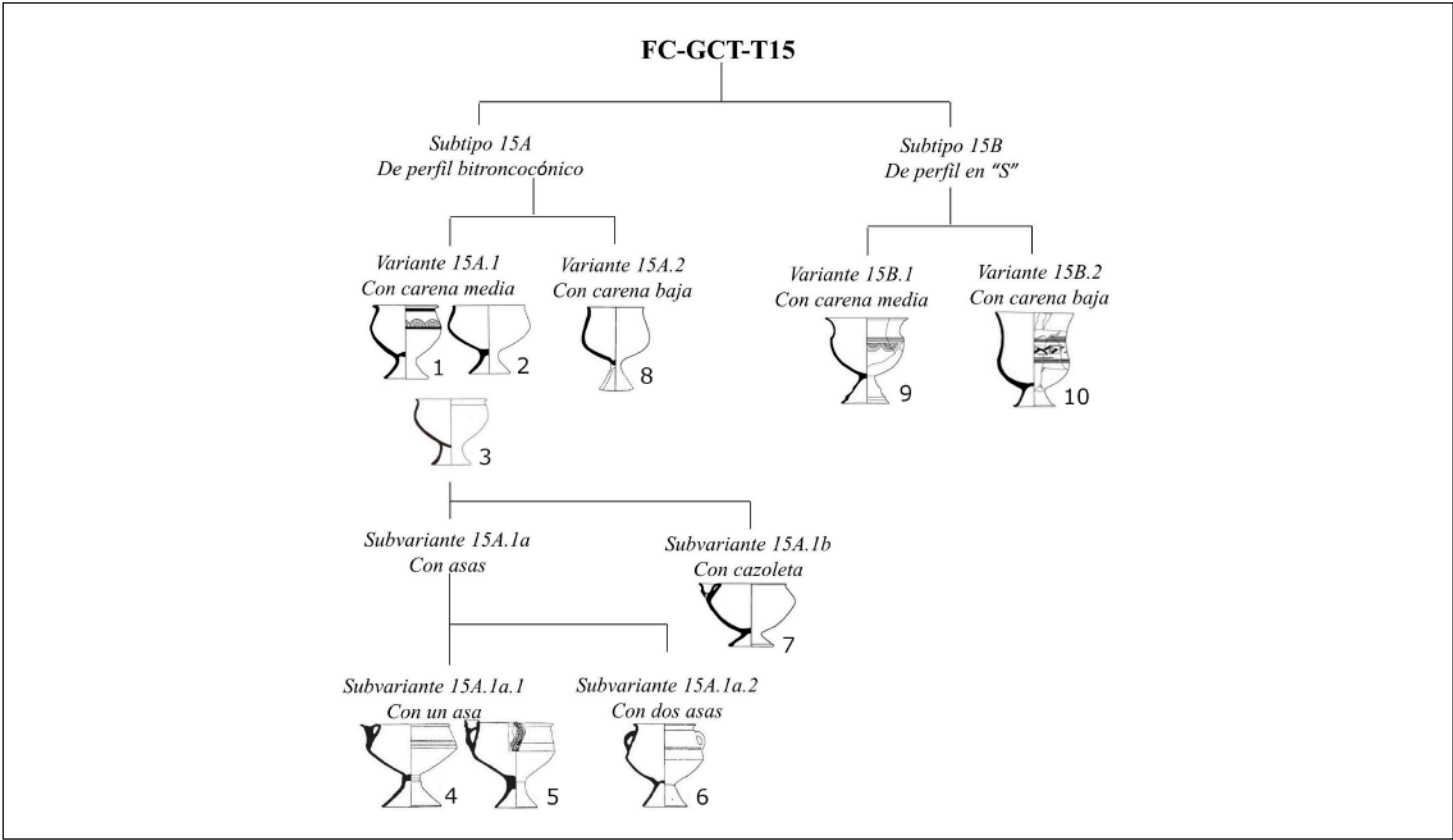 FC-GCT-T15
Subtipo 15A
De perfil bitroncocónico
Subtipo 15B
De perfil en “S”
Variante 15A.1
Con carena media
Variante 15A.2
Con carena baja
Variante 15B.1
Con carena media
Variante 15B.2
Con carena baja
1
2
8
9
10
3
Subvariante 15A.1a
Con asas
Subvariante 15A.1b
Con cazoleta
7
Subvariante 15A.1a.1
Con un asa
Subvariante 15A.1a.2
Con dos asas
4
5
6